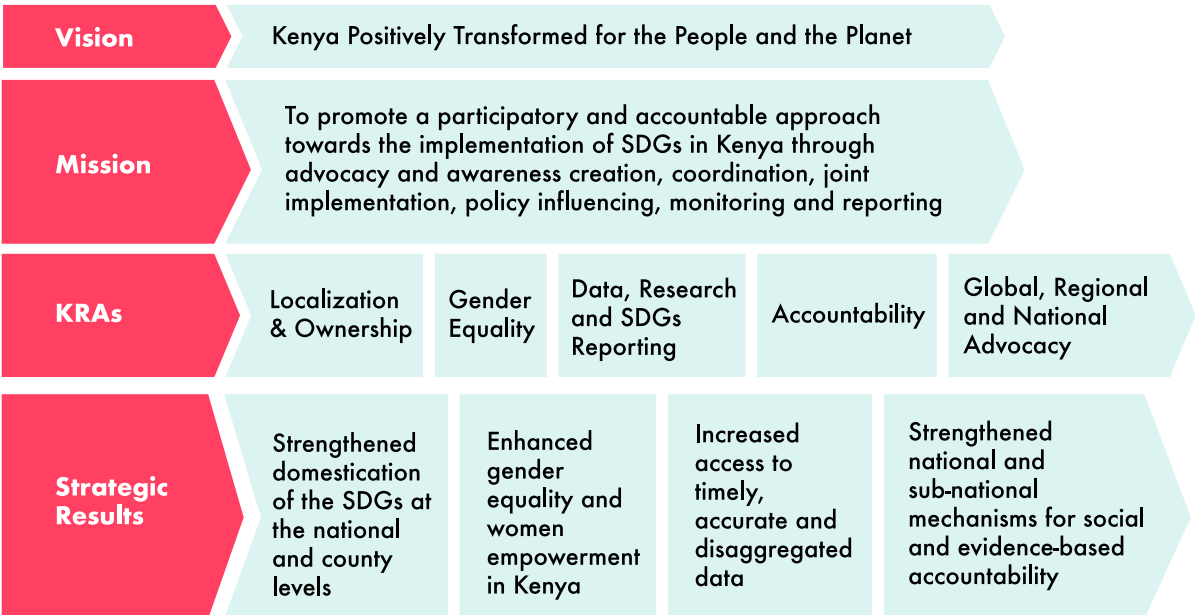 Vision
Kenya Positively Transformed for the People and the Planet
Mission
To promote a participatory and accountable approach
towards the implementation of SDGs in Kenya through
advocacy and awareness creation, coordination, joint
implementation, policy influencing, monitoring and reporting
KRAs
Localization
& Ownership
Gender
Equality
Data, Research
and SDGs
Reporting
Accountability
Global, Regional
and National
Advocacy
Strategic
Results
Strengthened
domestication
of the SDGs at
the national
and county
levels
Enhanced
gender
equality and
women
empowerment
in Kenya
Increased
access to
timely,
accurate and
disaggregated
data
Strengthened
national and
sub-national
mechanisms for social
and evidence-based
accountability